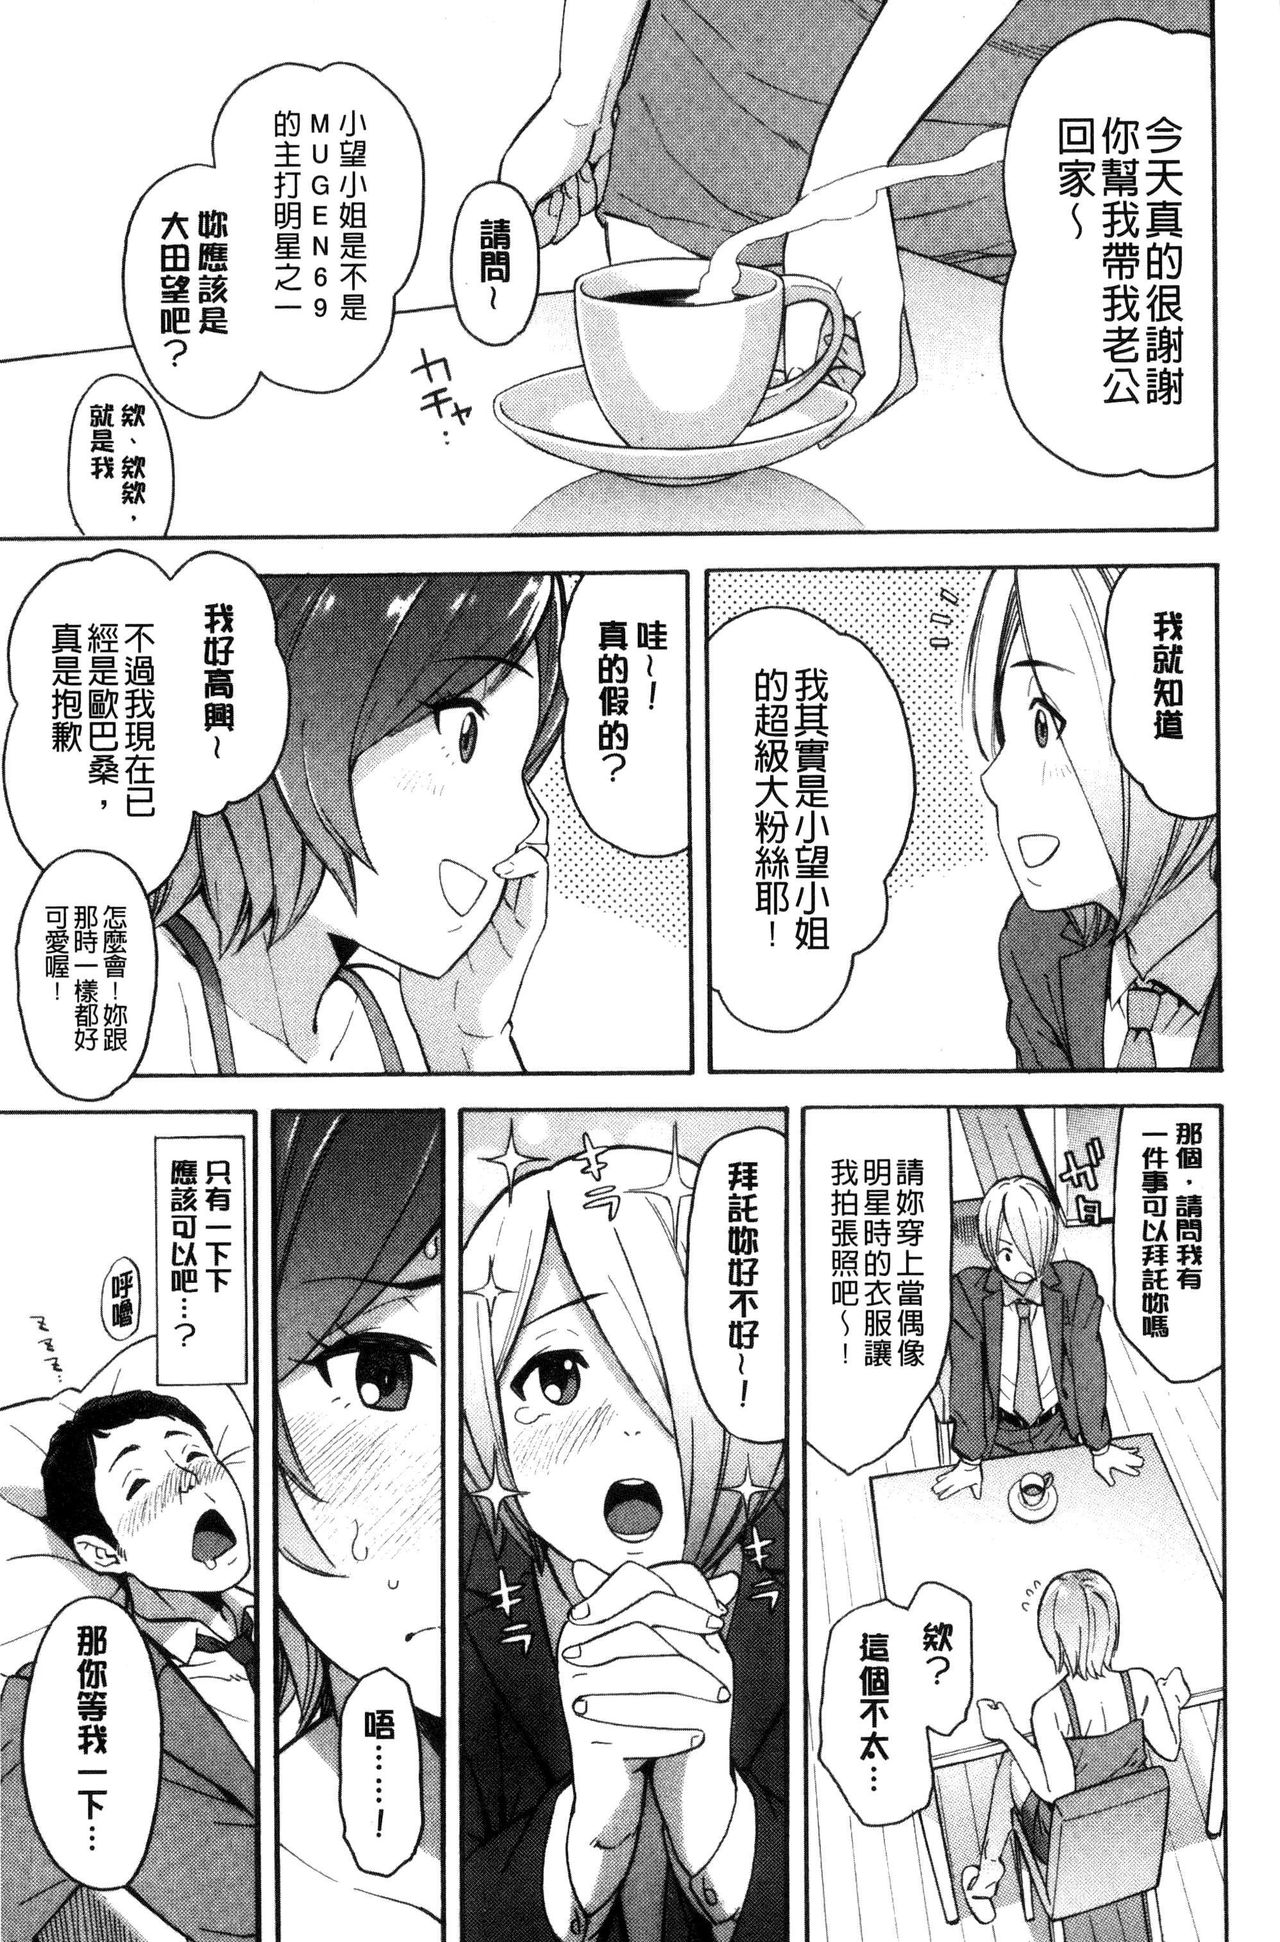 今天真的很謝謝
你幫我帶我老公
回家～
請問～
小望小姐是不是
MUGEN69
的主打明星之一
妳應該是
大田望吧？
カチャ…
欸、欸欸，
就是我
我就知道
我其實是小望小姐
的超級大粉絲耶！
哇～！
真的假的？
我好高興～
不過我現在已
經是歐巴桑，
真是抱歉
怎麼會！妳跟
那時一樣都好
可愛喔！
那個，請問我有
一件事可以拜託妳嗎
請妳穿上當偶像
明星時的衣服讓
我拍張照吧～！
ガタ
欸？
這個不太…
拜託妳好不好～！
キラ
キラ
唔……！
只有一下下
應該可以吧…？
呼嚕
zzzz…
那你等我一下…